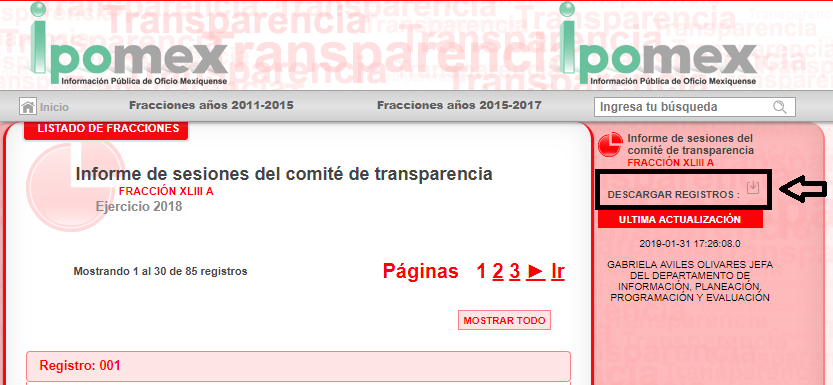 Transparencia
ipomex
Información Pública de Oficio Mexiquense
ipomex
Información Pública de Oficio Mexiquense
Inicio
Fracciones años 2011-2015
Fracciones años 2015-2017
Ingresa tu búsqueda
LISTADO DE FRACCIONES
Informe de sesiones del comité de transparencia
FRACCIÓN XLIII A
Ejercicio 2018
Mostrando 1 al 30 de 85 registros
Páginas 1 2 3 ► Ir
MOSTRAR TODO
Registro: 001
Informe de sesiones del
comité de transparencia
FRACCIÓN XLIII A
DESCARGAR REGISTROS :
ULTIMA ACTUALIZACIÓN
2019-01-31 17:26:08.0
GABRIELA AVILES OLIVARES JEFA
DEL DEPARTAMENTO DE
INFORMACIÓN, PLANEACIÓN,
PROGRAMACIÓN Y EVALUACIÓN